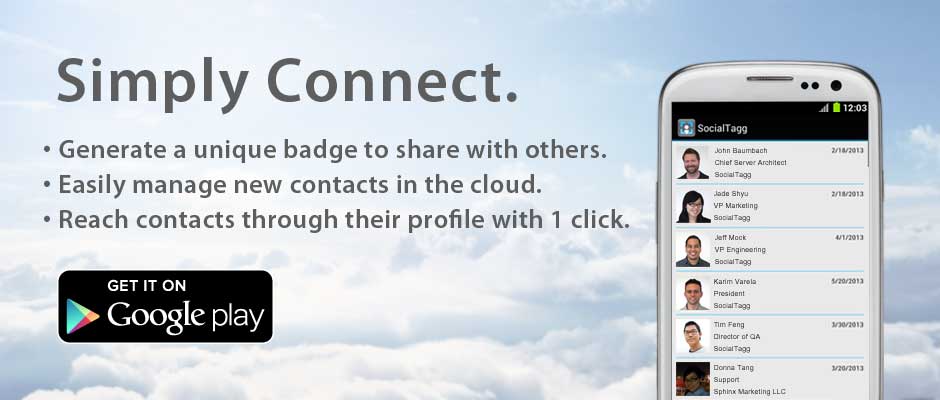 Simply Connect.
• Generate a unique badge to share with others.
• Easily manage new contacts in the cloud.
• Reach contacts through their profile with 1 click.
GET IT ON
Google play
12:03
SocialTagg
John Baumbach 2/18/2013
Chief Server Architect
SocialTagg
Jade Shyu 2/18/2013
VP Marketing
SocialTagg
Jeff Mock 4/1/2013
VP Engineering
SocialTagg
Karim Varela 5/20/2013
President
SocialTagg
Tim Feng 3/30/2013
Director of QA
SocialTagg
Donna Tang 3/20/2013
Support
Sphinx Marketing LLC